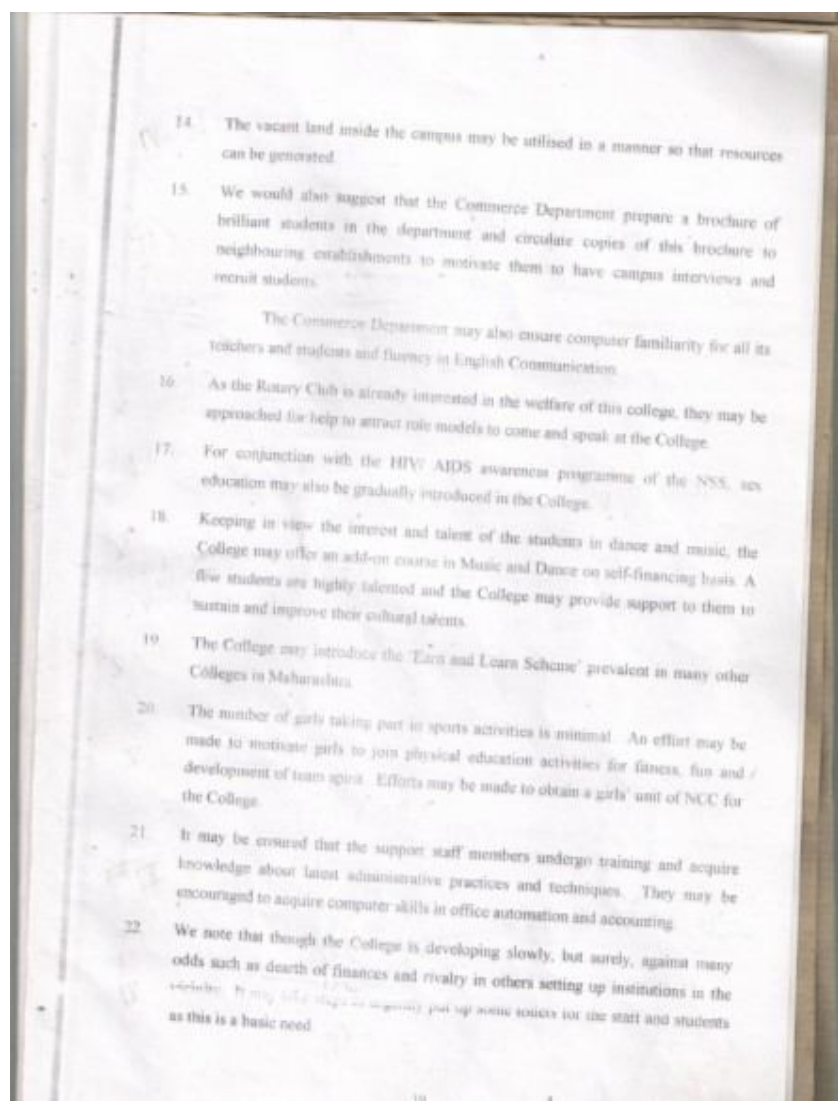 14. The vacant land inside the campus may be utilised in a manner so that resources
can be generated.
15. We would also suggest that the Commerce Department prepare a brochure of
brilliant students in the department and circulate copies of this brochure to
neighbouring establishments to motivate them to have campus interviews and
recruit students.
The Commerce Department may also ensure computer familiarity for all its
teachers and students and fluency in English Communication.
16. As the Rotary Club is already interested in the welfare of this college, they may be
approached for help to attract role models to come and speak at the College.
17. For conjunction with the HIV/ AIDS awareness programme of the NSS, sex
education may also be gradually introduced in the College.
18. Keeping in view the interest and talent of the students in dance and music, the
College may offer an add-on course in Music and Dance on self-financing basis. A
few students are highly talented and the College may provide support to them to
sustain and improve their cultural talents.
19. The College may introduce the 'Earn and Learn Scheme' prevalent in many other
Colleges in Maharashtra.
20. The number of girls taking part in sports activities is minimal. An effort may be
made to motivate girls to join physical education activities for fitness, fun and
development of team spirit. Efforts may be made to obtain a girls' unit of NCC for
the College.
21. It may be ensured that the support staff members undergo training and acquire
knowledge about latest administrative practices and techniques. They may be
encouraged to acquire computer skills in office automation and accounting.
22. We note that though the College is developing slowly, but surely, against many
odds such as dearth of finances and rivalry in others setting up institutions in the
It may put up some toilets for the staff and students
as this is a basic need.